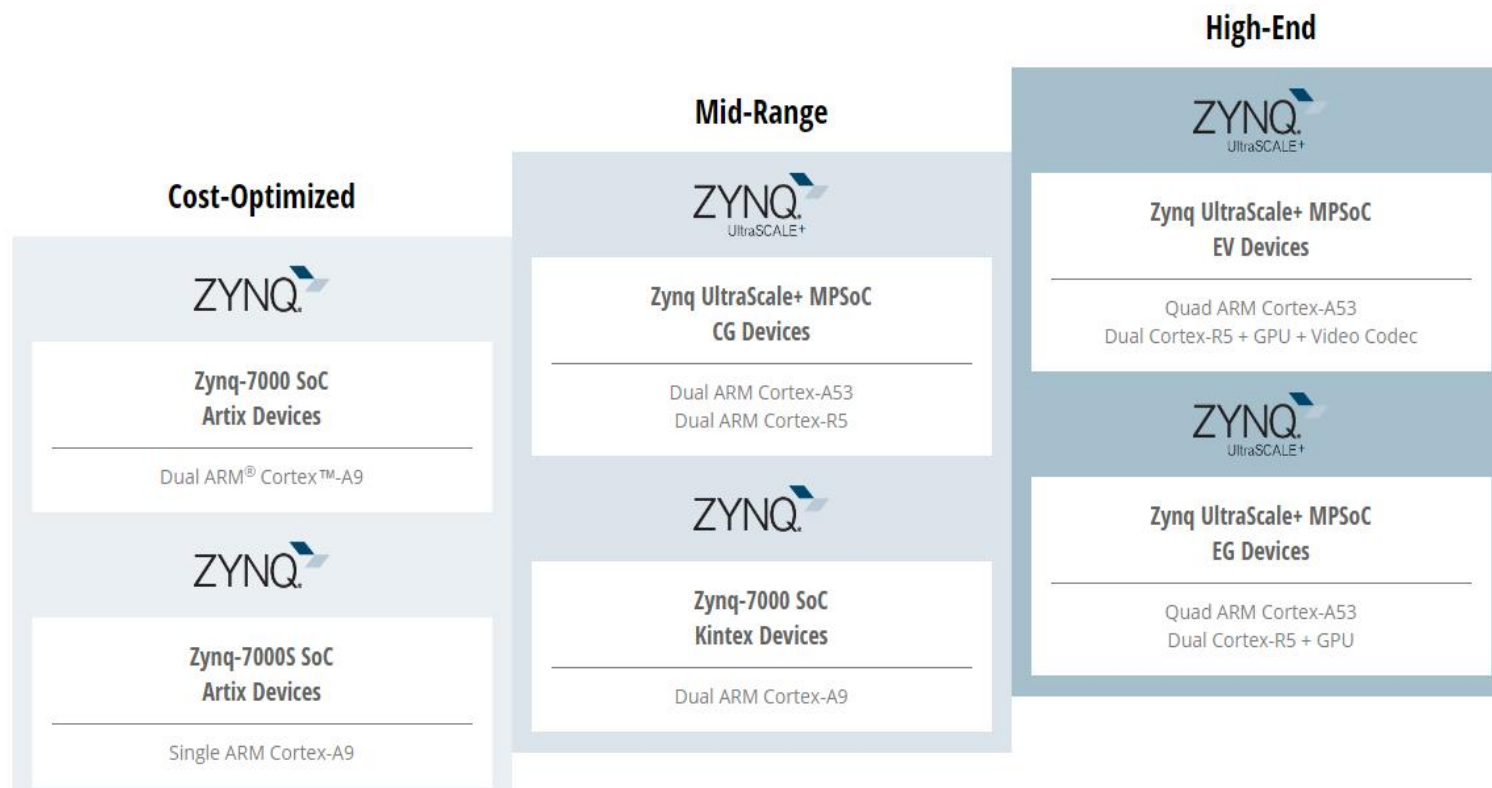 Cost-Optimized
ZYNQ.
Zynq-7000 SoC
Artix Devices
Dual ARM® Cortex™-A9
ZYNQ.
Zynq-7000S SoC
Artix Devices
Single ARM Cortex-A9
Mid-Range
ZYNQ.
UltraSCALE+
Zynq UltraScale+ MPSoC
CG Devices
Dual ARM Cortex-A53
Dual ARM Cortex-R5
ZYNQ.
Zynq-7000 SoC
Kintex Devices
Dual ARM Cortex-A9
High-End
ZYNQ.
UltraSCALE+
Zynq UltraScale+ MPSoC
EV Devices
Quad ARM Cortex-A53
Dual Cortex-R5 + GPU + Video Codec
ZYNQ.
UltraSCALE+
Zynq UltraScale+ MPSoC
EG Devices
Quad ARM Cortex-A53
Dual Cortex-R5 + GPU